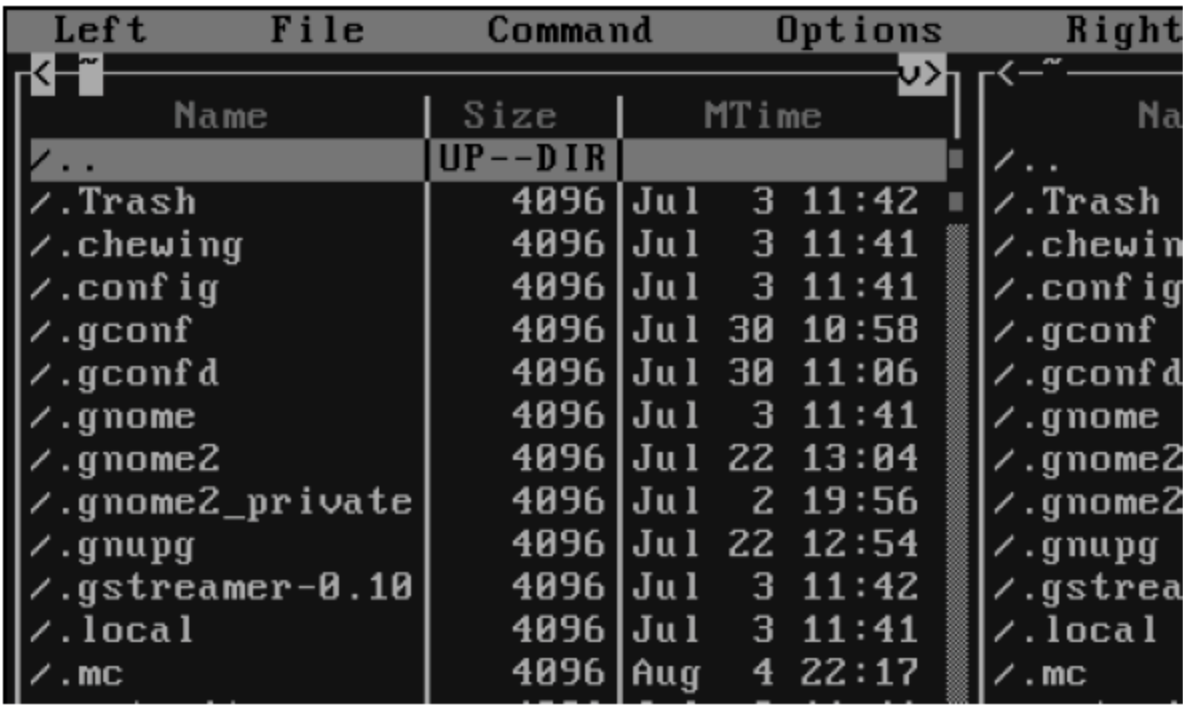 Left File Command Options Right
<~ v> <~
Name Size MTime Na
/.. UP--DIR /..
/.Trash 4096 Jul 3 11:42 /.Trash
/.chewing 4096 Jul 3 11:41 /.chewin
/.config 4096 Jul 3 11:41 /.config
/.gconf 4096 Jul 30 10:58 /.gconf
/.gconfd 4096 Jul 30 11:06 /.gconfd
/.gnome 4096 Jul 3 11:41 /.gnome
/.gnome2 4096 Jul 22 13:04 /.gnome2
/.gnome2_private 4096 Jul 2 19:56 /.gnome2
/.gnupg 4096 Jul 22 12:54 /.gnupg
/.gstreamer-0.10 4096 Jul 3 11:42 /.gstrea
/.local 4096 Jul 3 11:41 /.local
/.mc 4096 Aug 4 22:17 /.mc